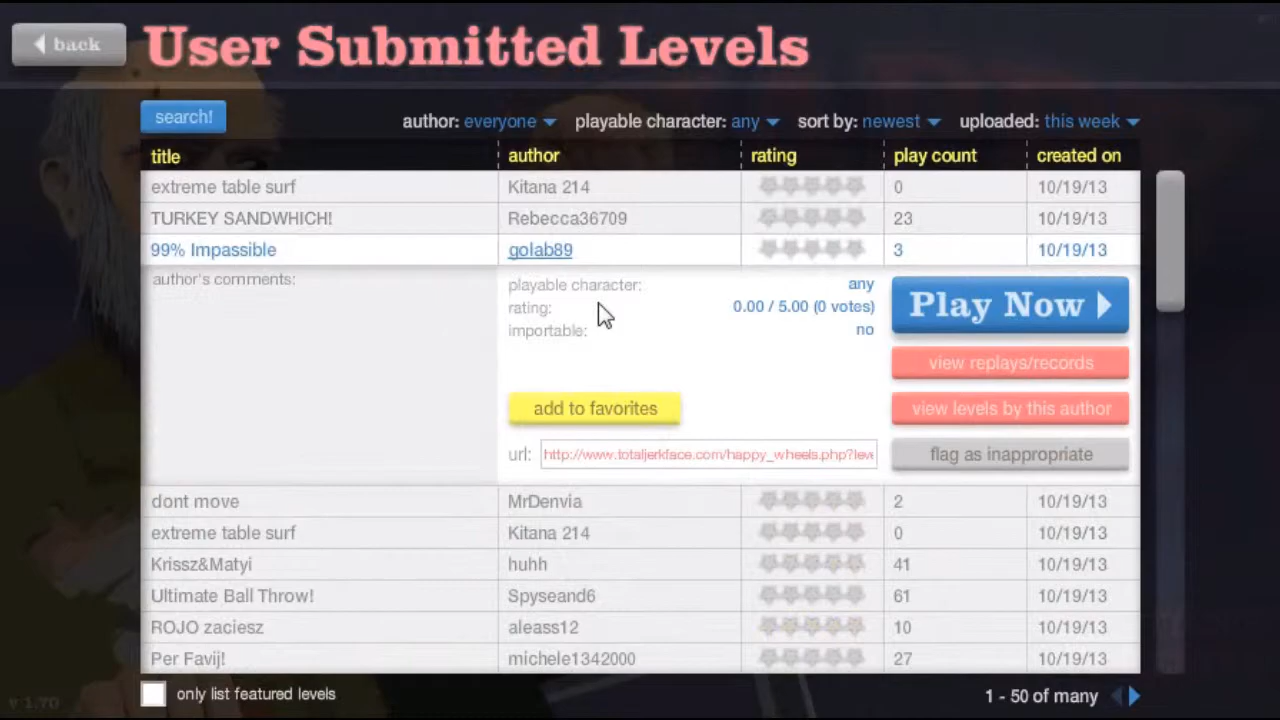 back
User Submitted Levels
search!
author: everyone playable character: any sort by: newest uploaded: this week
title author rating play count created on
extreme table surf Kitana 214 0 10/19/13
TURKEY SANDWHICH! Rebecca36709 23 10/19/13
99% Impassible golab89 3 10/19/13
author's comments:
playable character: any
rating: 0.00 / 5.00 (0 votes)
importable: no
Play Now
view replays/records
add to favorites
view levels by this author
url: http://www.totaljerkface.com/happy_wheels.php?leve
flag as inappropriate
dont move MrDenvia 2 10/19/13
extreme table surf Kitana 214 0 10/19/13
Krissz&Matyi huhh 41 10/19/13
Ultimate Ball Throw! Spyseand6 61 10/19/13
ROJO zaciesz aleass12 10 10/19/13
Per Favij! michele1342000 27 10/19/13
only list featured levels
1 - 50 of many
v 1.70